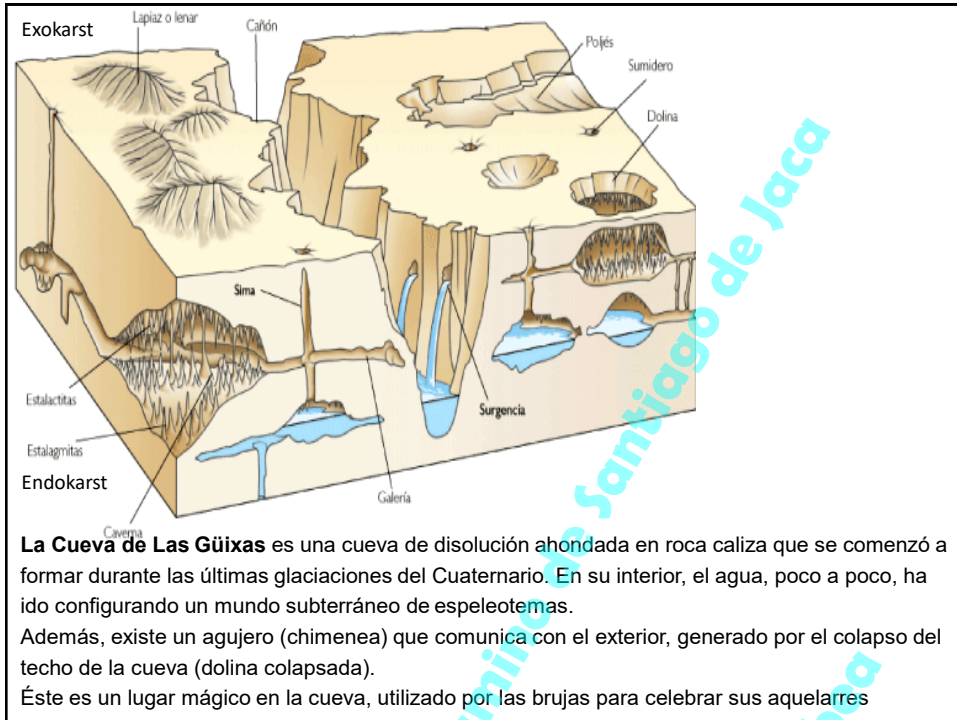 Exokarst
Lapiaz o lenar
Cañón
Poljés
Sumidero
Dolina
Sima
Estalactitas
Surgencia
Estalagmitas
Endokarst
Galería
Caverna
La Cueva de Las Güixas es una cueva de disolución ahondada en roca caliza que se comenzó a
formar durante las últimas glaciaciones del Cuaternario. En su interior, el agua, poco a poco, ha
ido configurando un mundo subterráneo de espeleotemas.
Además, existe un agujero (chimenea) que comunica con el exterior, generado por el colapso del
techo de la cueva (dolina colapsada).
Éste es un lugar mágico en la cueva, utilizado por las brujas para celebrar sus aquelarres
mino de Santiago de Jaca